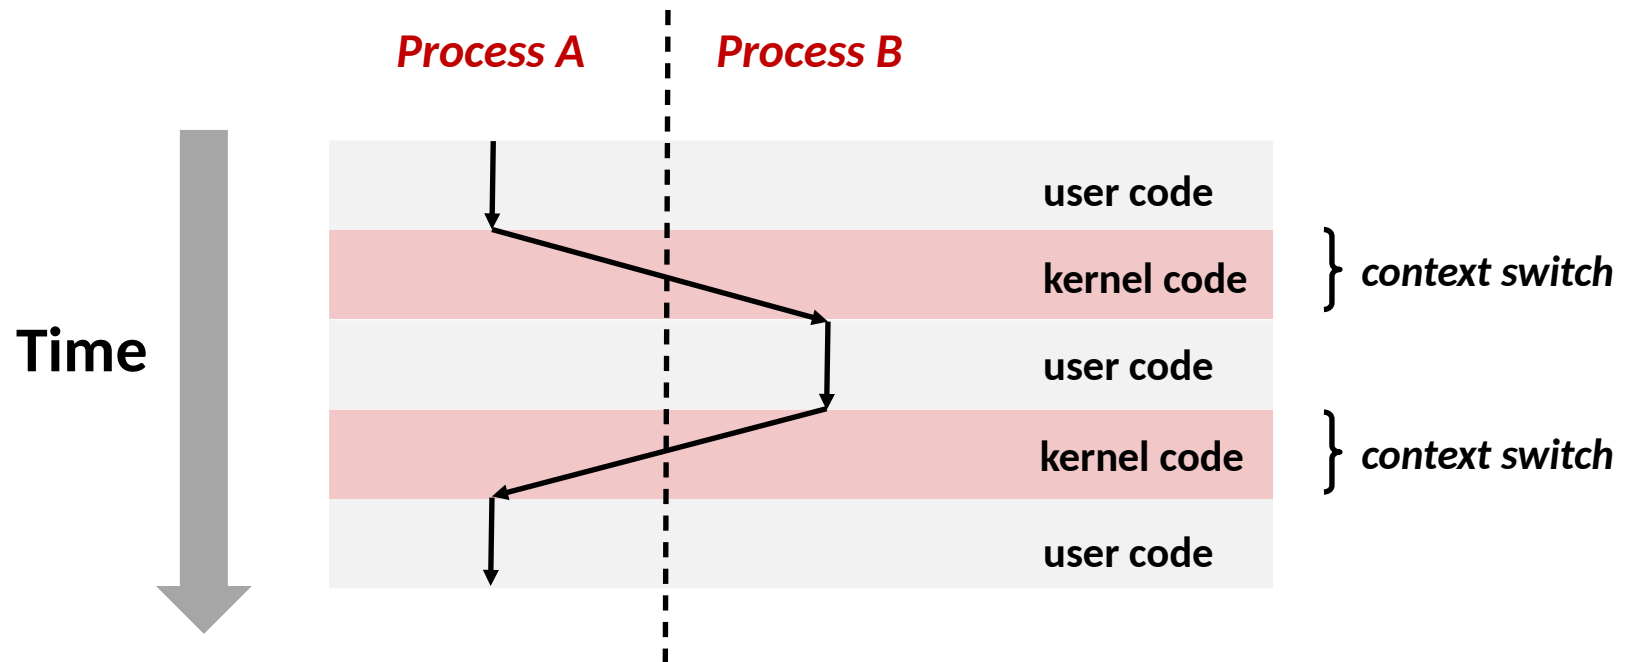 Process A
Process B
user code
kernel code
context switch
Time
user code
kernel code
context switch
user code